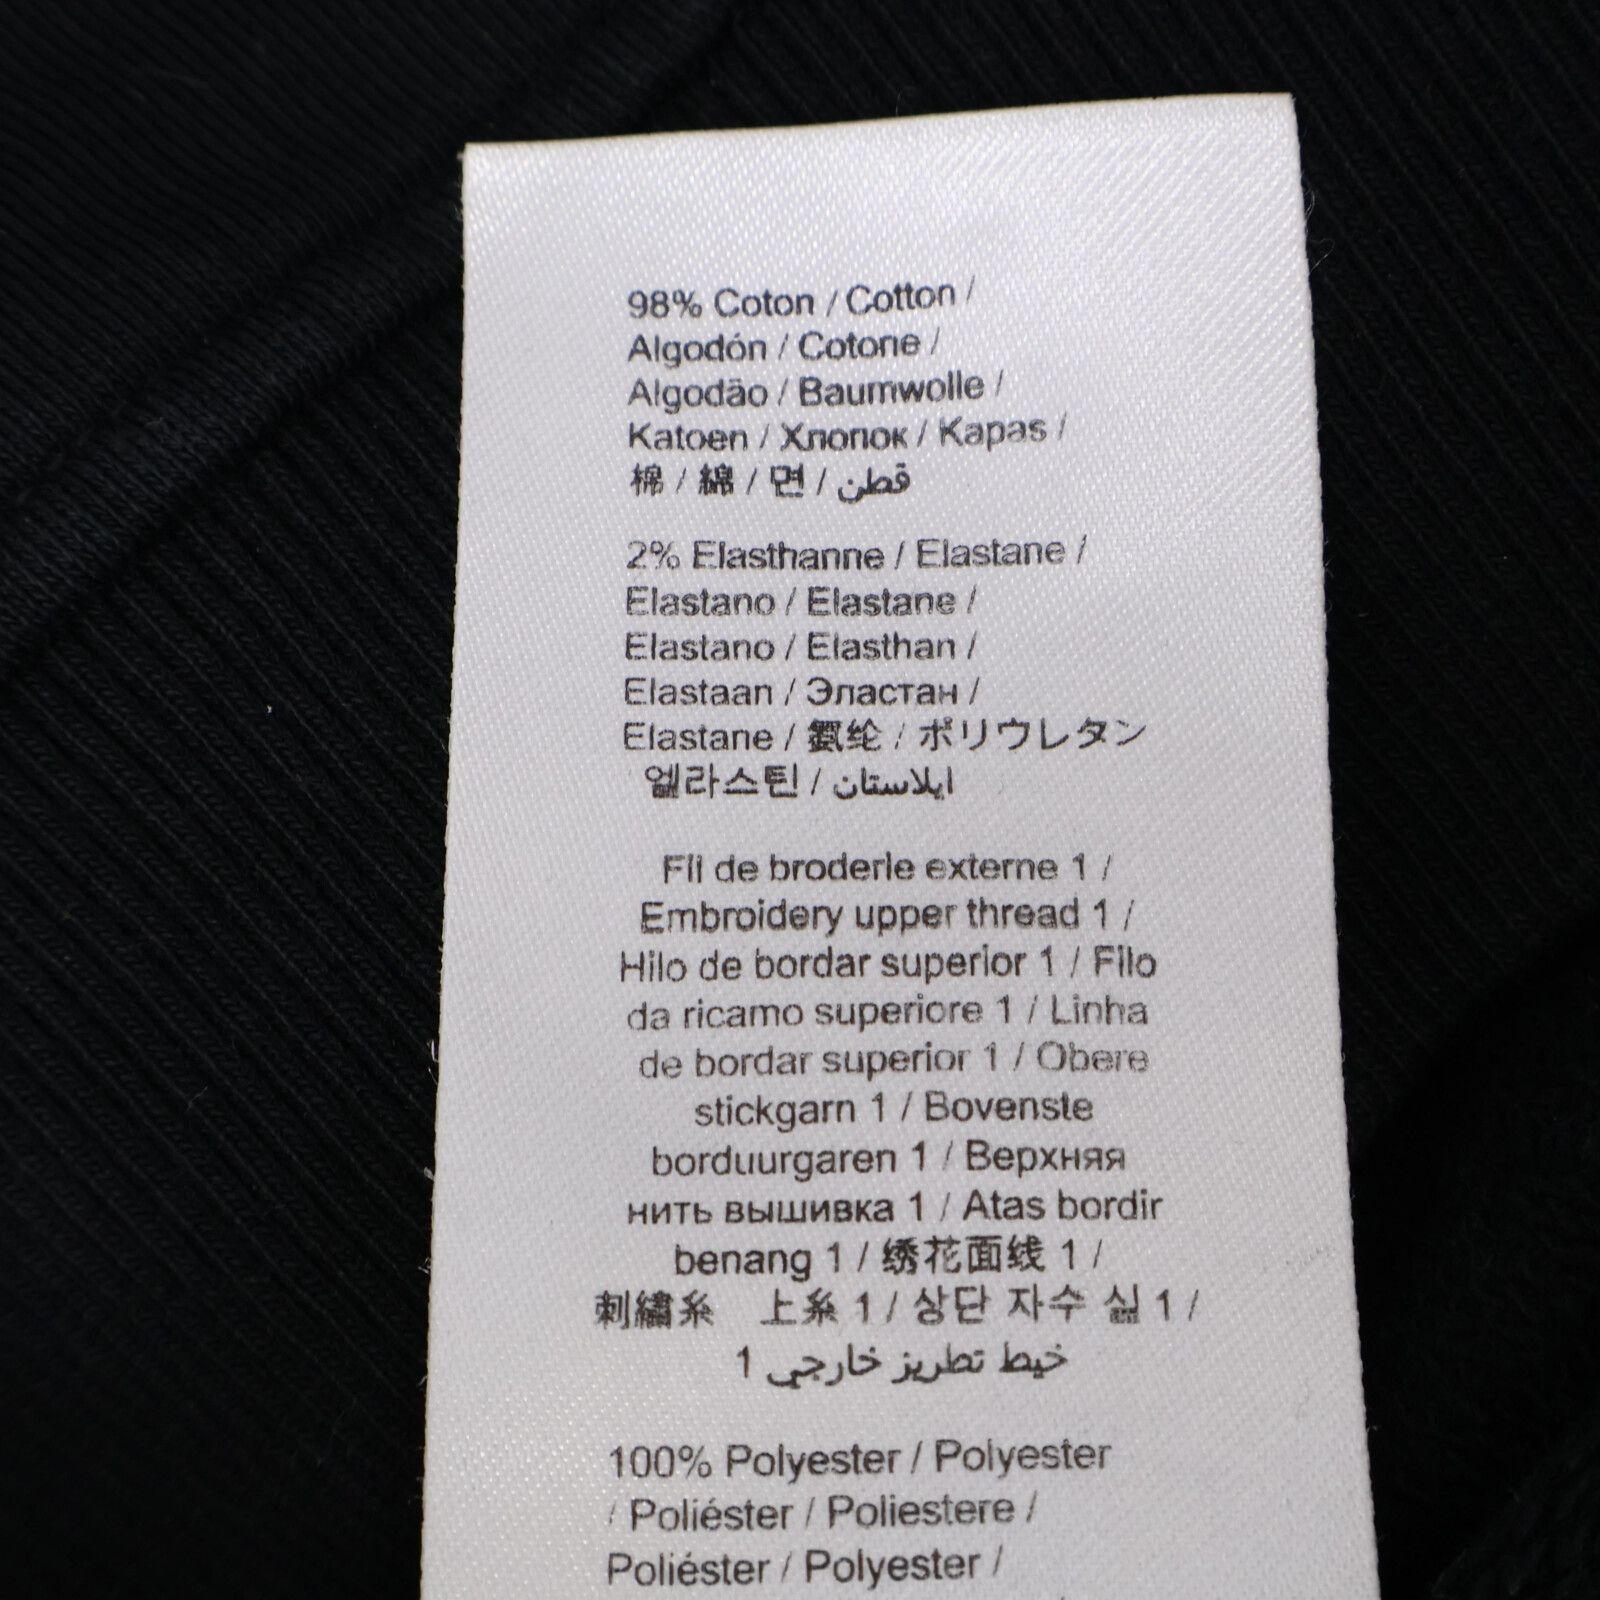 98% Coton / Cotton /
Algodón / Cotone /
Algodão / Baumwolle /
Katoen / Хлопок / Kapas /
棉 / 綿 / 면 / قطن
2% Elasthanne / Elastane /
Elastano / Elastane /
Elastano / Elasthan /
Elastaan / Эластан /
Elastane / 氨纶 / ポリウレタン
엘라스틴 / ايلاستان
Fil de broderie externe 1 /
Embroidery upper thread 1 /
Hilo de bordar superior 1 / Filo
da ricamo superiore 1 / Linha
de bordar superior 1 / Obere
stickgarn 1 / Bovenste
borduurgaren 1 / Верхняя
нить вышивка 1 / Atas bordir
benang 1 / 绣花面线 1 /
刺繍糸　上糸 1 / 상단 자수 실 1 /
خيط تطريز خارجي 1
100% Polyester / Polyester
/ Poliéster / Poliestere /
Poliéster / Polyester /